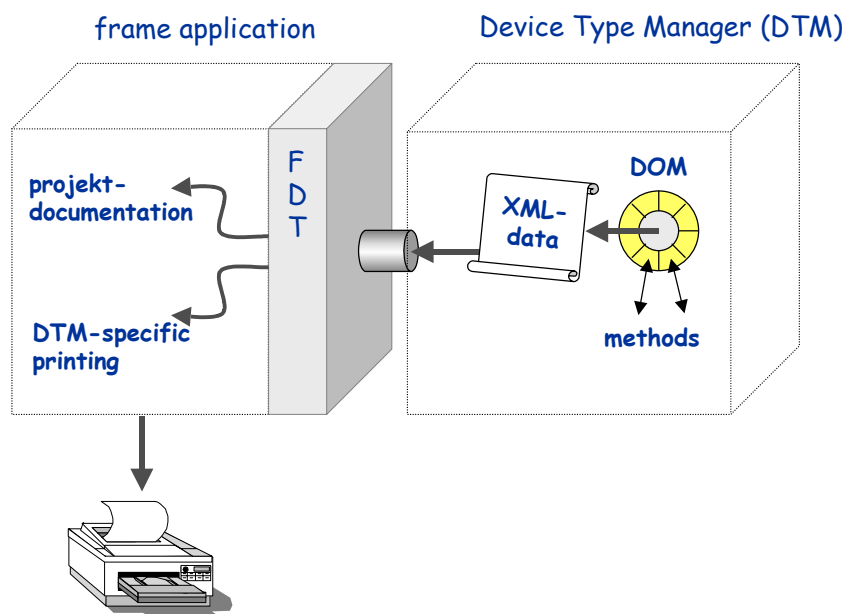 frame application
Device Type Manager (DTM)
F
D
T
projekt-
documentation
DTM-specific
printing
XML-
data
DOM
methods